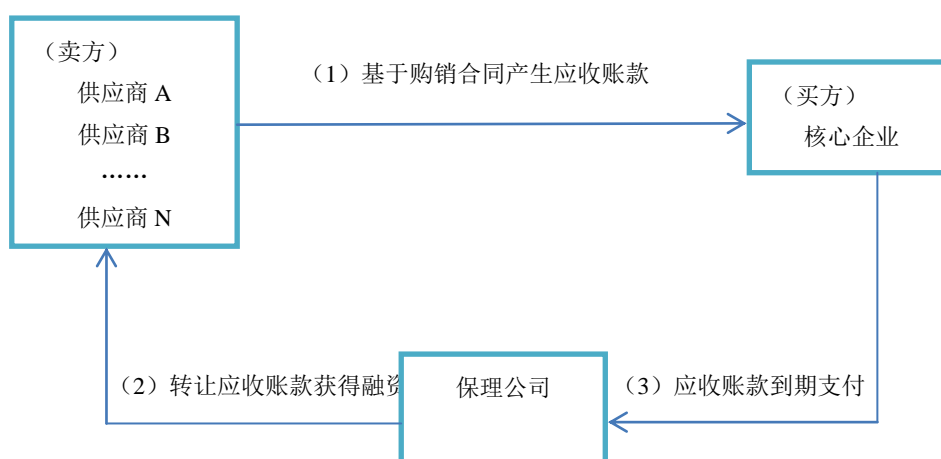 （卖方）
供应商 A
供应商 B
……
供应商 N
（1）基于购销合同产生应收账款
（买方）
核心企业
（2）转让应收账款获得融资
保理公司
（3）应收账款到期支付